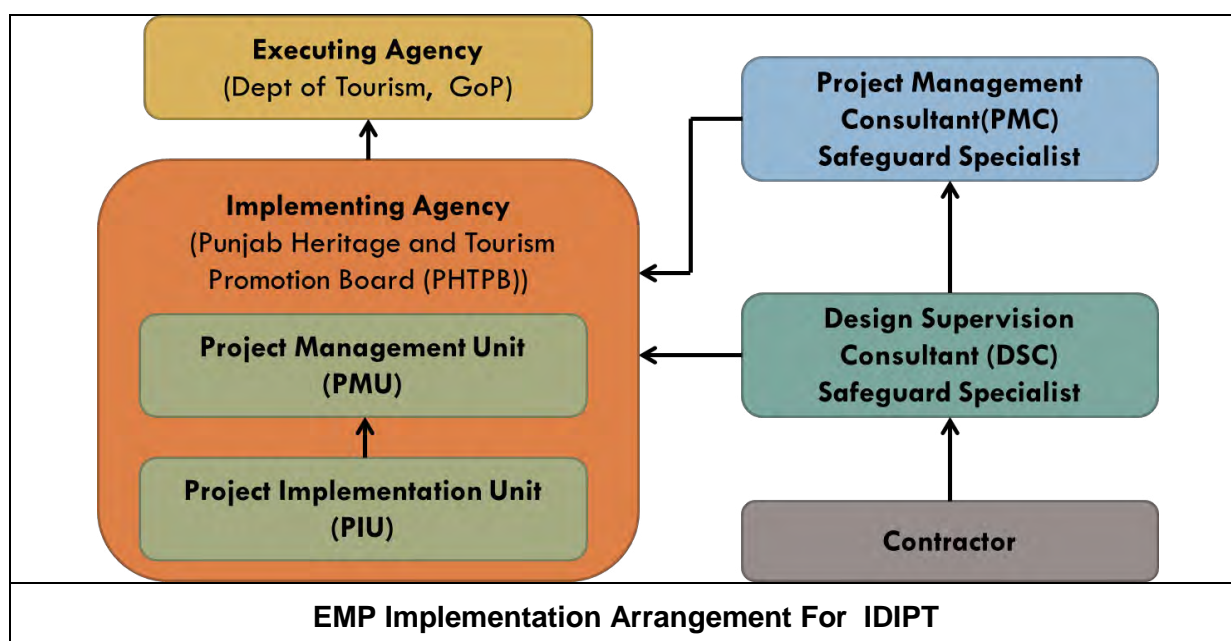 Executing Agency
(Dept of Tourism, GoP)
Implementing Agency
(Punjab Heritage and Tourism
Promotion Board (PHTPB))
Project Management Unit
(PMU)
Project Implementation Unit
(PIU)
Project Management
Consultant(PMC)
Safeguard Specialist
Design Supervision
Consultant (DSC)
Safeguard Specialist
Contractor
EMP Implementation Arrangement For IDIPT